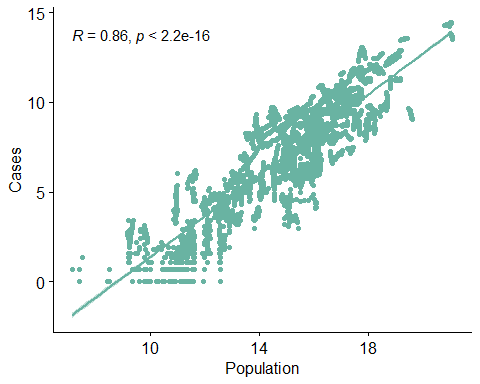 R = 0.86, p < 2.2e-16
15
10
5
0
Cases
10 14 18
Population